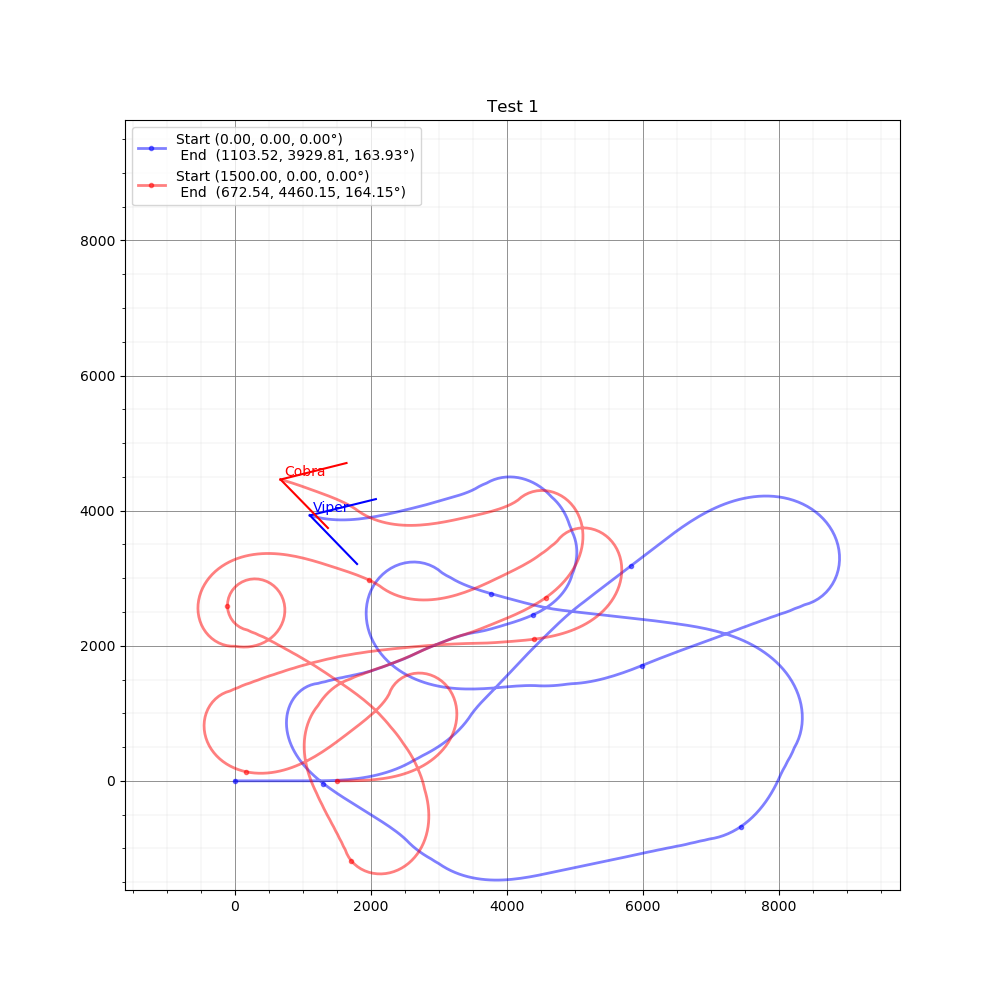 Test 1
Start (0.00, 0.00, 0.00°)
End  (1103.52, 3929.81, 163.93°)
Start (1500.00, 0.00, 0.00°)
End  (672.54, 4460.15, 164.15°)
8000
6000
Cobra
Viper
4000
2000
0
0 2000 4000 6000 8000